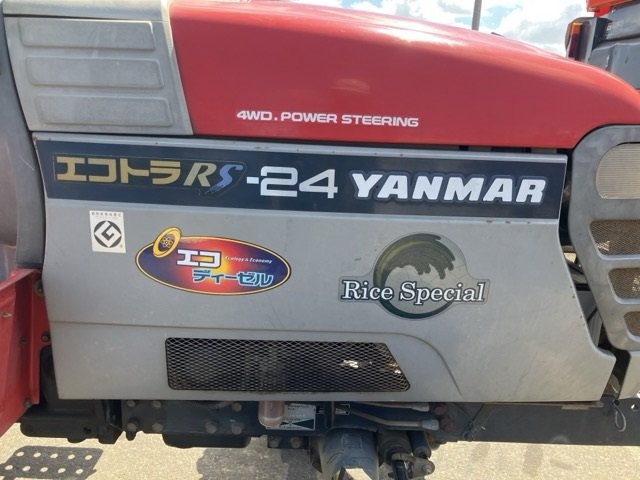 4WD. POWER STEERING
エコトラRS-24 YANMAR
エコ
Ecology & Economy
ディーゼル
Rice Special